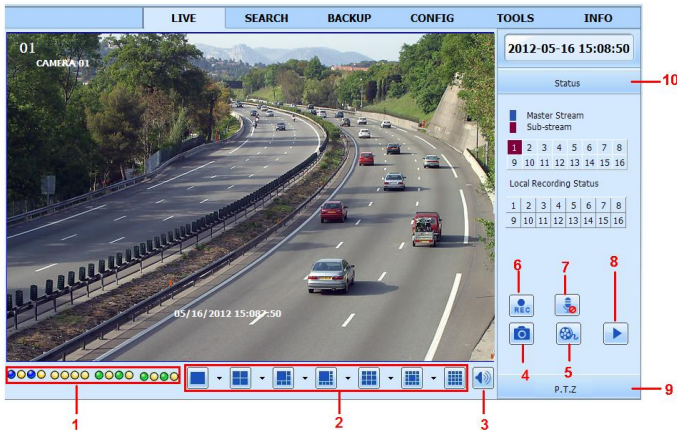 LIVE SEARCH BACKUP CONFIG TOOLS INFO
01
CAMERA 01
2012-05-16 15:08:50
Status
10
Master Stream
Sub-stream
1 2 3 4 5 6 7 8
9 10 11 12 13 14 15 16
Local Recording Status
1 2 3 4 5 6 7 8
9 10 11 12 13 14 15 16
6 7 8
REC
4 5
05/16/2012 15:08?:50
P.T.Z
9
1 2 3